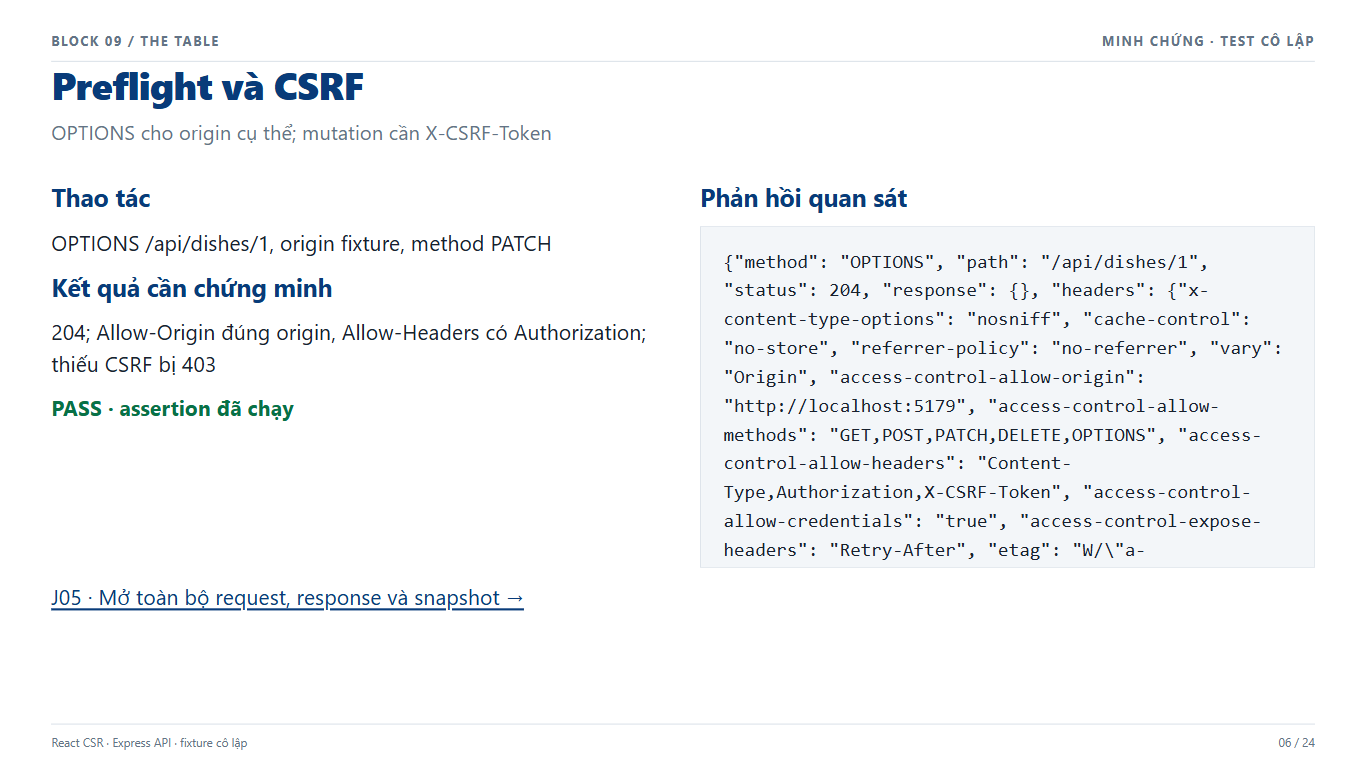 BLOCK 09 / THE TABLE
MINH CHỨNG · TEST CÔ LẬP
Preflight và CSRF
OPTIONS cho origin cụ thể; mutation cần X-CSRF-Token
Thao tác
OPTIONS /api/dishes/1, origin fixture, method PATCH
Kết quả cần chứng minh
204; Allow-Origin đúng origin, Allow-Headers có Authorization;
thiếu CSRF bị 403
PASS · assertion đã chạy
Phản hồi quan sát
{"method": "OPTIONS", "path": "/api/dishes/1",
"status": 204, "response": {}, "headers": {"x-
content-type-options": "nosniff", "cache-control":
"no-store", "referrer-policy": "no-referrer", "vary":
"Origin", "access-control-allow-origin":
"http://localhost:5179", "access-control-allow-
methods": "GET,POST,PATCH,DELETE,OPTIONS", "access-
control-allow-headers": "Content-
Type,Authorization,X-CSRF-Token", "access-control-
allow-credentials": "true", "access-control-expose-
headers": "Retry-After", "etag": "W/\"a-
J05 · Mở toàn bộ request, response và snapshot →
React CSR · Express API · fixture cô lập
06 / 24